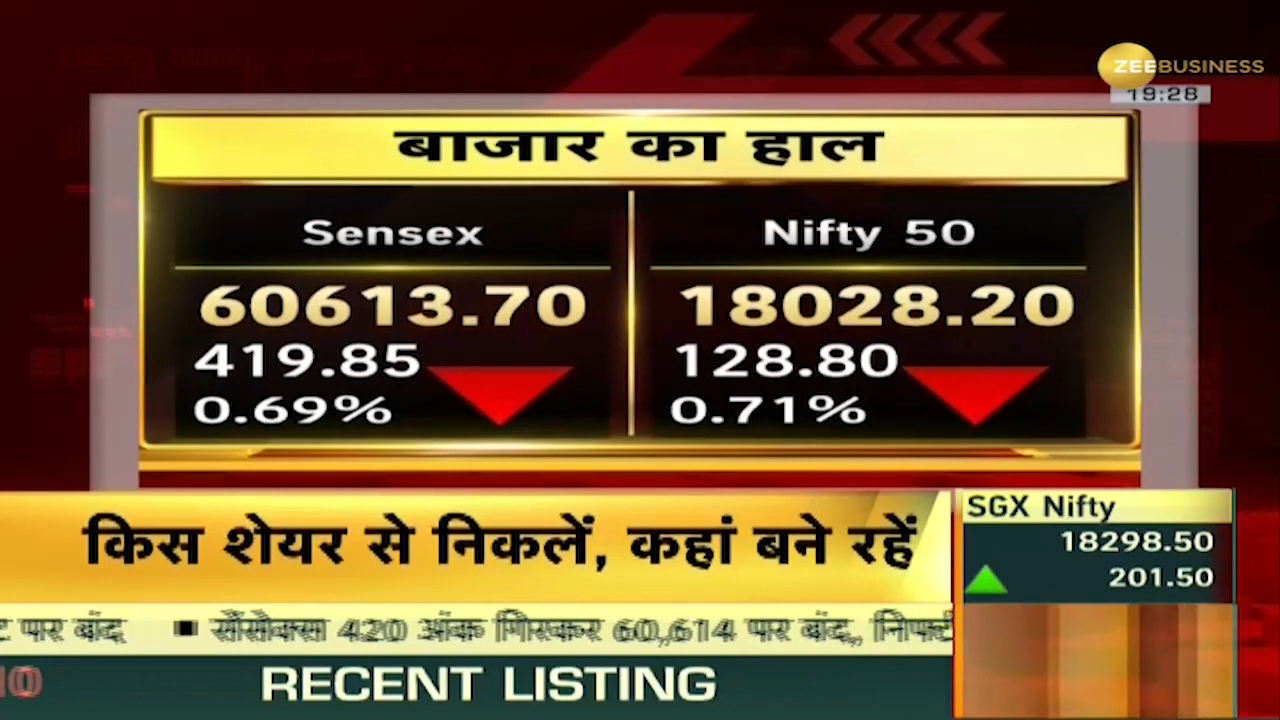 ZEEBUSINESS
19:28
बाजार का हाल
Sensex
60613.70
419.85
0.69%
Nifty 50
18028.20
128.80
0.71%
किस शेयर से निकलें, कहां बने रहें
SGX Nifty
18298.50
201.50
पर बंद ■ सेंसेक्स 420 अंक गिरकर 60,614 पर बंद,
RECENT LISTING